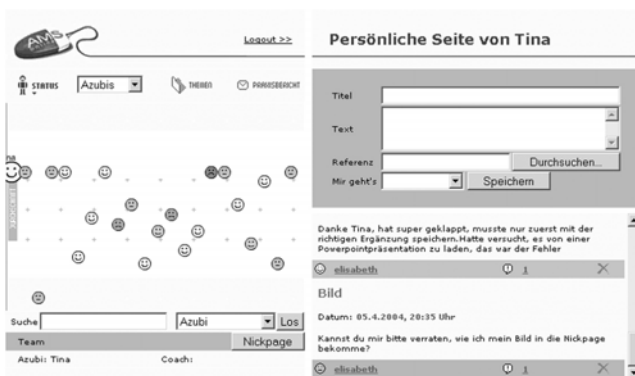 AMS
Logout >>
STATUS
Azubis
THEMEN
PRAXISBERICHT
Suche
Azubi
Los
Team
Nickpage
Azubi: Tina
Coach:
Persönliche Seite von Tina
Titel
Text
Referenz
Durchsuchen...
Mir geht's
Speichern
Danke Tina, hat super geklappt, musste nur zuerst mit der
richtigen Ergänzung speichern.Hatte versucht, es von einer
Powerpointpräsentation zu laden, das war der Fehler
elisabeth
1
Bild
Datum: 05.4.2004, 20:35 Uhr
Kannst du mir bitte verraten, wie ich mein Bild in die Nickpage
bekomme?
elisabeth
1